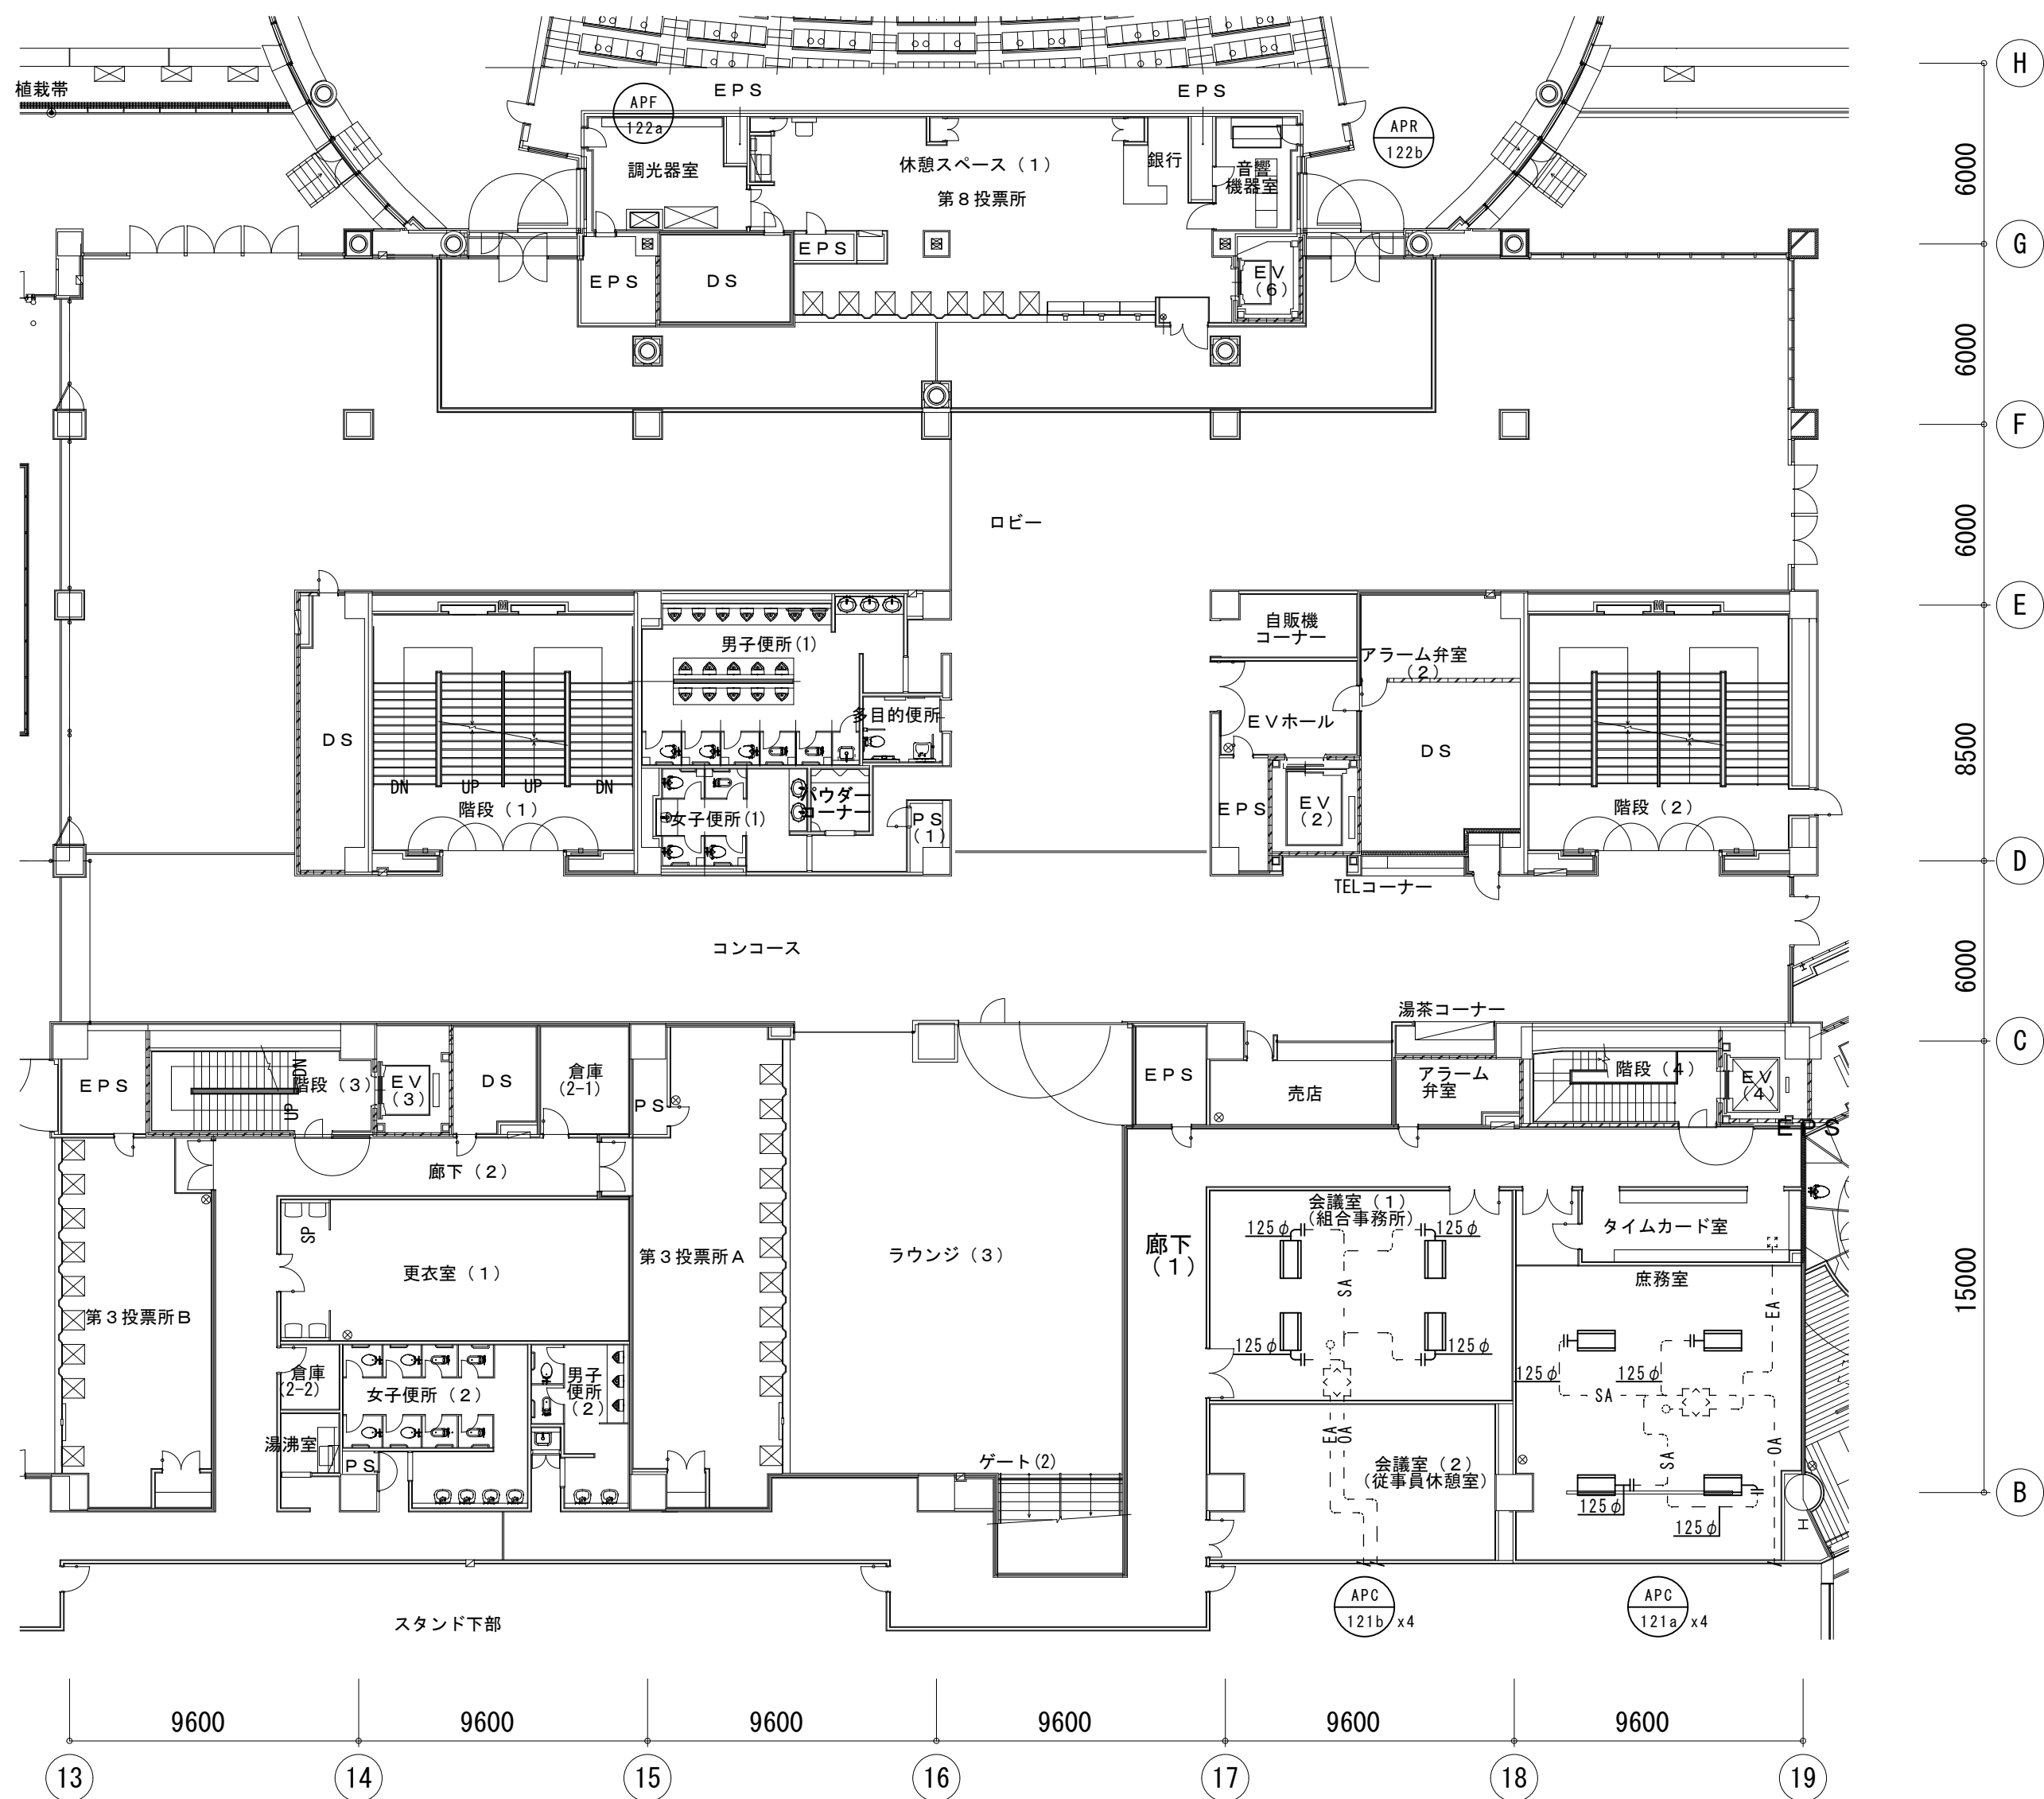 H
植栽帯
EPS
EPS
APF
122a
APR
122b
6000
調光器室
休憩スペース（1）
銀行
音響
機器室
第8投票所
G
EPS
DS
EPS
EV
（6）
6000
F
6000
ロビー
E
自販機
コーナー
男子便所(1)
アラーム弁室
（2）
多目的便所
EVホール
DS
DS
8500
DN
UP
UP
DN
階段（1）
女子便所(1)
パウダー
コーナー
PS
（1）
EPS
EV
（2）
階段（2）
D
TELコーナー
コンコース
6000
湯茶コーナー
C
EPS
DN
UP
階段（3）
EV
（3）
DS
倉庫
(2-1)
PS
EPS
売店
アラーム
弁室
階段（4）
EV
（4）
EPS
廊下（2）
会議室（1）
（組合事務所）
125φ
125φ
タイムカード室
SP
更衣室（1）
第3投票所A
ラウンジ（3）
廊下
（1）
SA
庶務室
EA
15000
第3投票所B
125φ
125φ
倉庫
(2-2)
女子便所（2）
男子
便所
（2）
125φ
125φ
SA
湯沸室
PS
EA
OA
SA
OA
ゲート(2)
会議室（2）
（従事員休憩室）
125φ
125φ
H
B
スタンド下部
APC
121b
x4
APC
121a
x4
9600
9600
9600
9600
9600
9600
13
14
15
16
17
18
19